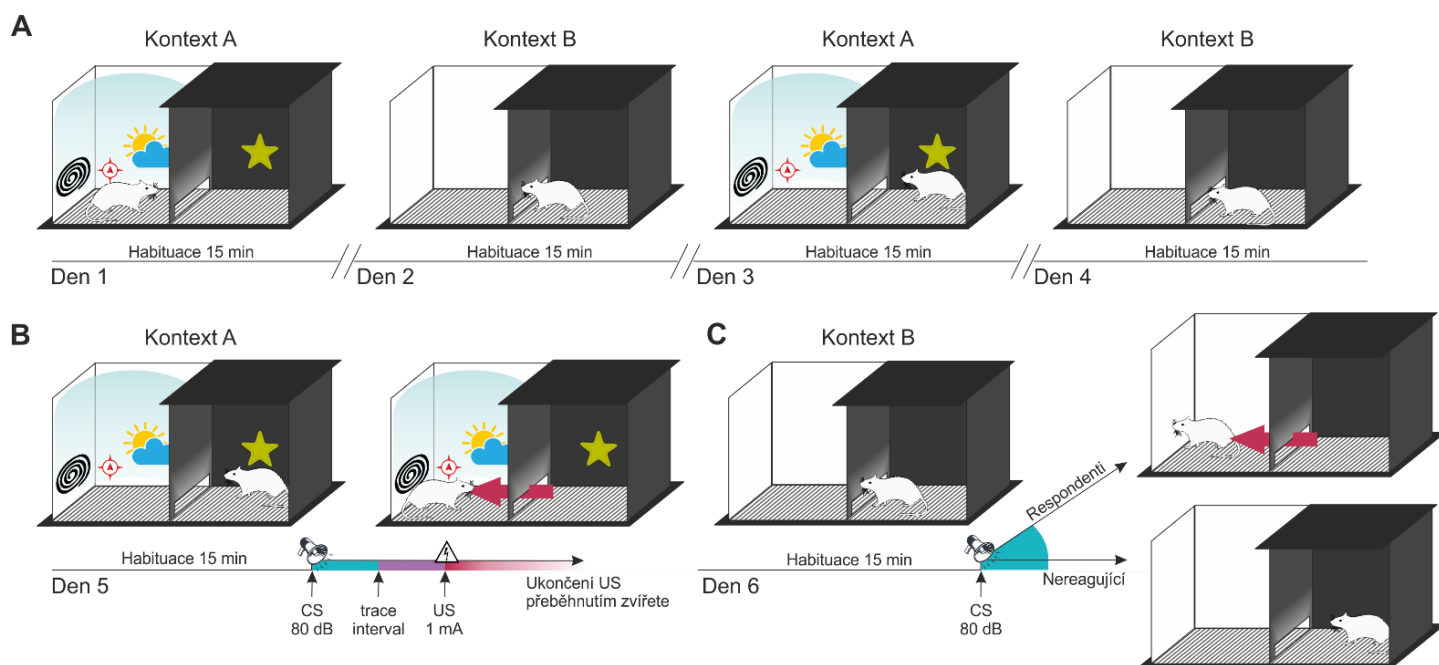 A
Kontext A
Kontext B
Kontext A
Kontext B
Habituace 15 min
Habituace 15 min
Habituace 15 min
Habituace 15 min
Den 1
Den 2
Den 3
Den 4
B
Kontext A
Habituace 15 min
Den 5
CS
80 dB
trace
interval
US
1 mA
Ukončení US
přeběhnutím zvířete
C
Kontext B
Habituace 15 min
Den 6
CS
80 dB
Respondenti
Nereagující